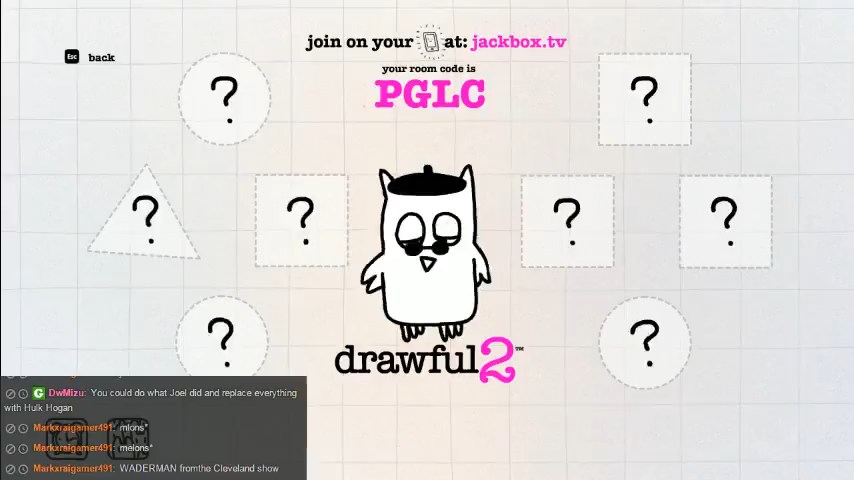 join on your at: jackbox.tv
Esc back
your room code is
PGLC
?
?
?
?
?
?
?
?
drawful2™
G DwMizu: You could do what Joel did and replace everything
with Hulk Hogan
Markxraigamer491: mlons*
Markxraigamer491: melons*
Markxraigamer491: WADERMAN fromthe Cleveland show